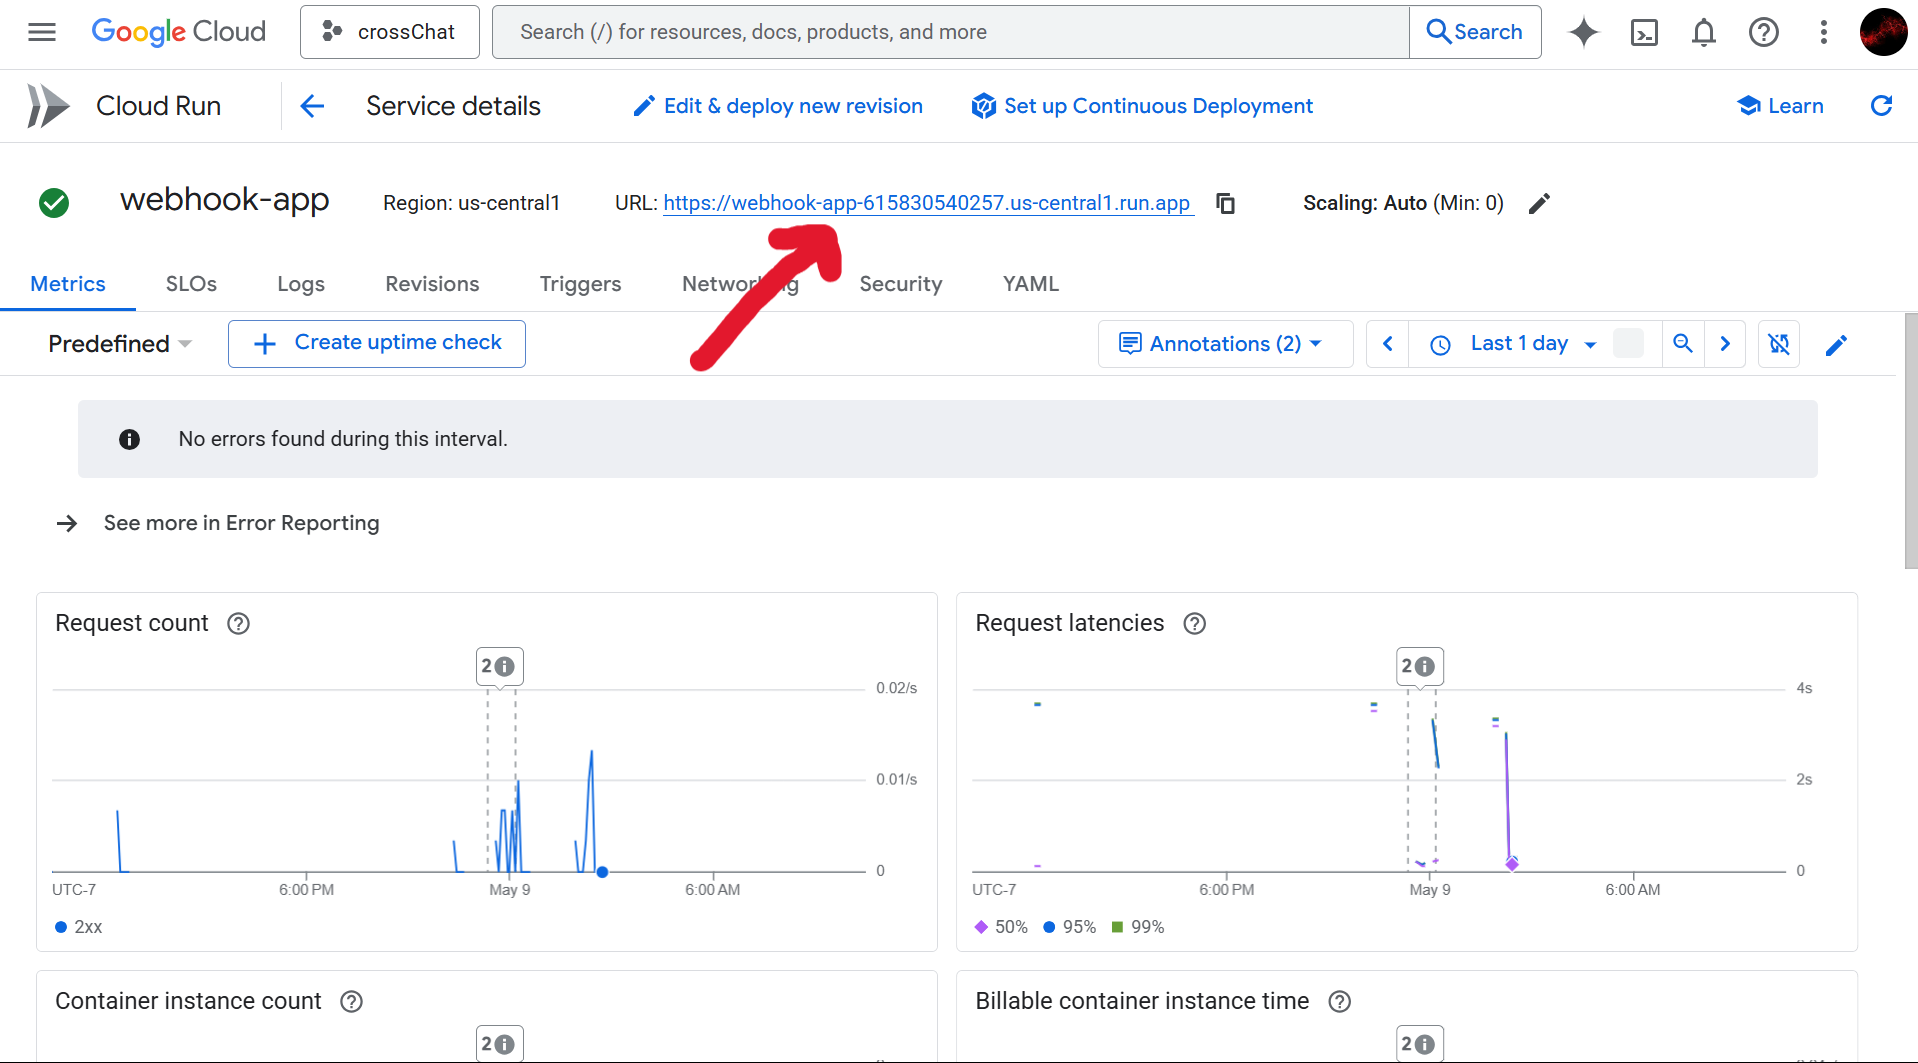 Google Cloud
crossChat
Search (/) for resources, docs, products, and more
Search
Cloud Run
Service details
Edit & deploy new revision
Set up Continuous Deployment
Learn
webhook-app
Region: us-central1
URL: https://webhook-app-615830540257.us-central1.run.app
Scaling: Auto (Min: 0)
Metrics
SLOs
Logs
Revisions
Triggers
Networking
Security
YAML
Predefined
Create uptime check
Annotations (2)
Last 1 day
No errors found during this interval.
See more in Error Reporting
Request count
2
0.02/s
0.01/s
0
UTC-7
6:00 PM
May 9
6:00 AM
2xx
Request latencies
2
4s
2s
0
UTC-7
6:00 PM
May 9
6:00 AM
50%
95%
99%
Container instance count
2
Billable container instance time
2